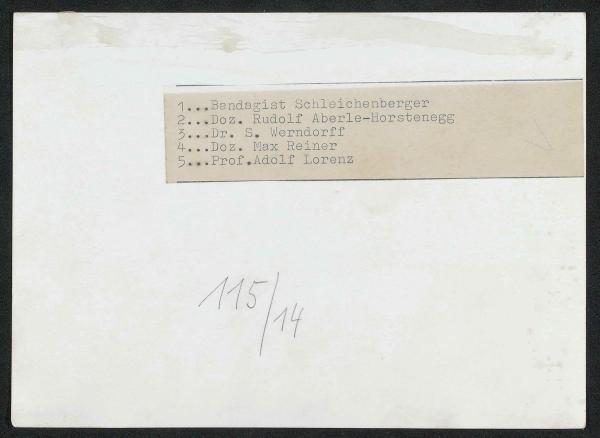 1...Bandagist Schleichenberger
2...Doz. Rudolf Aberle-Horstenegg
3...Dr. S. Werndorff
4...Doz. Max Reiner
5...Prof.Adolf Lorenz
115/14